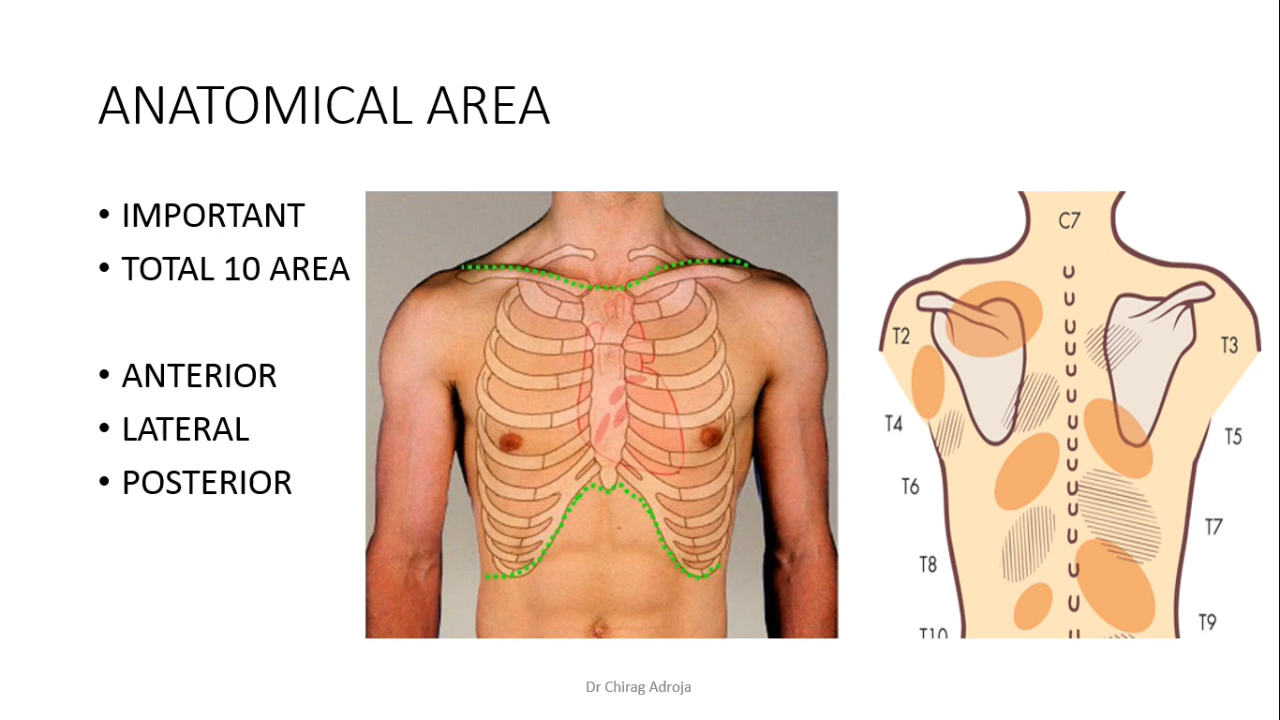 ANATOMICAL AREA
• IMPORTANT
• TOTAL 10 AREA
• ANTERIOR
• LATERAL
• POSTERIOR
C7
T2
T3
T4
T5
T6
T7
T8
T9
T10
Dr Chirag Adroja